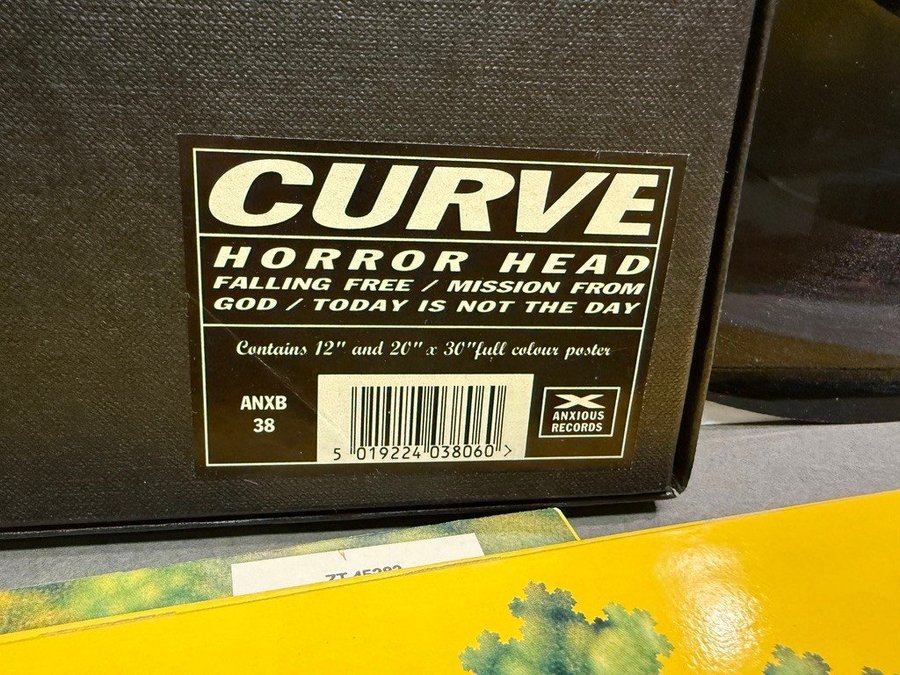 CURVE
HORROR HEAD
FALLING FREE / MISSION FROM
GOD / TODAY IS NOT THE DAY
Contains 12" and 20" x 30" full colour poster
ANXB
38
5 019224 038060 >
ANXIOUS
RECORDS